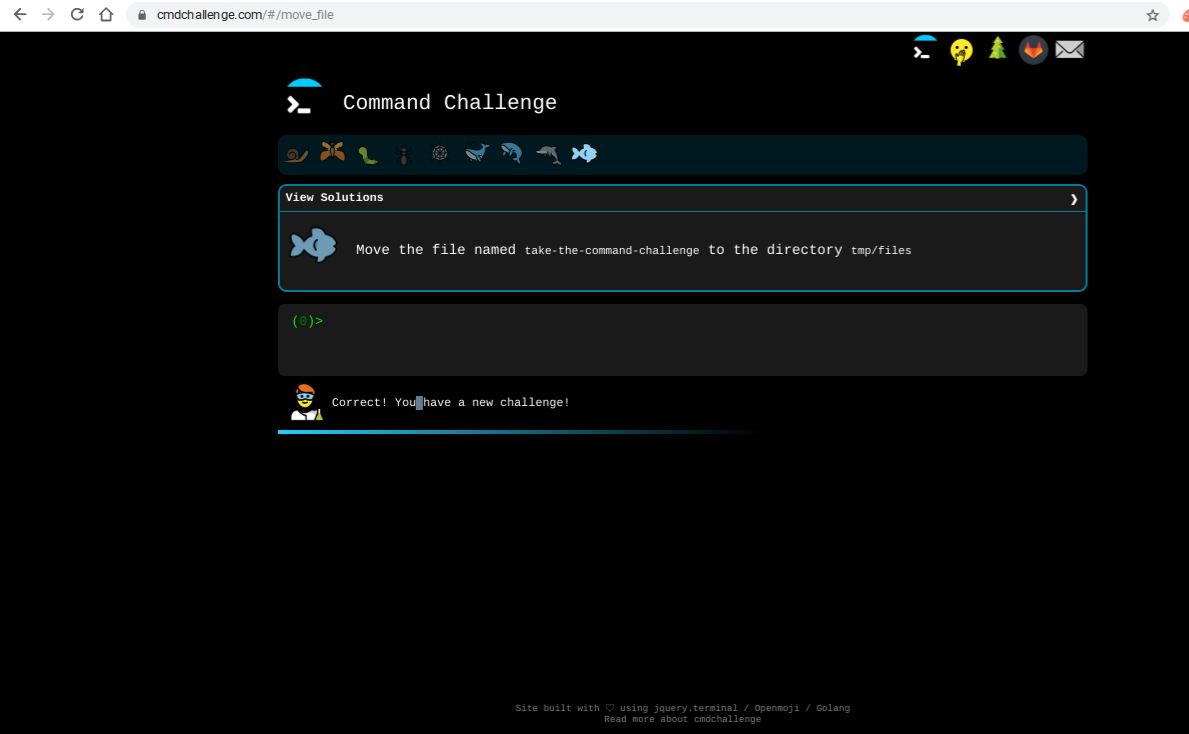 cmdchallenge.com/#/move_file
Command Challenge
View Solutions
Move the file named take-the-command-challenge to the directory tmp/files
(0)>
Correct! You have a new challenge!
Site built with ♡ using jquery.terminal / Openmoji / Golang
Read more about cmdchallenge